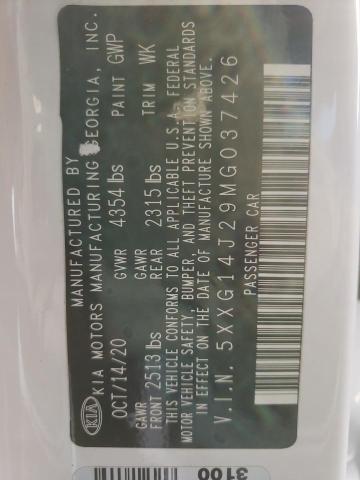 MANUFACTURED BY
KIA KIA MOTORS MANUFACTURING GEORGIA, INC.
OCT/14/20 GVWR 4354 lbs PAINT GWP
GAWR FRONT 2513 lbs GAWR REAR 2315 lbs TRIM WK
THIS VEHICLE CONFORMS TO ALL APPLICABLE U.S.A. FEDERAL
MOTOR VEHICLE SAFETY, BUMPER, AND THEFT PREVENTION STANDARDS
IN EFFECT ON THE DATE OF MANUFACTURE SHOWN ABOVE.
V.I.N. 5XXG14J29MG037426
PASSENGER CAR
3100